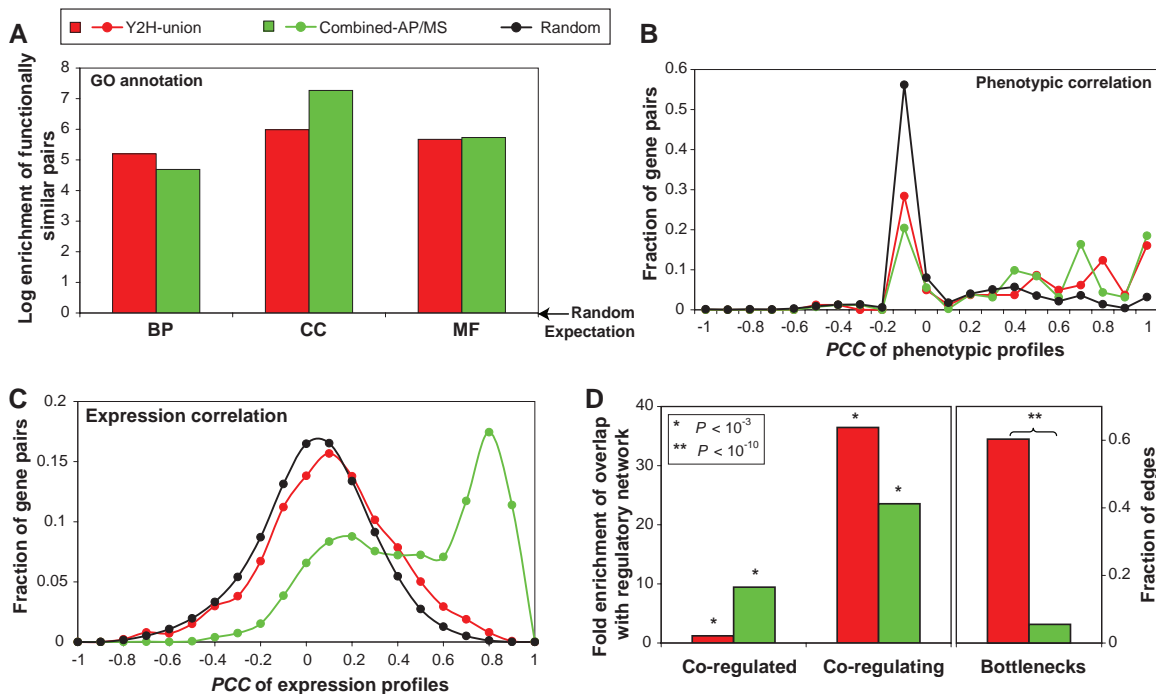 Y2H-union
Combined-AP/MS
Random
A
GO annotation
Log enrichment of functionally
similar pairs
8
7
6
5
4
3
2
1
0
BP
CC
MF
Random
Expectation
B
Phenotypic correlation
Fraction of gene pairs
0.6
0.5
0.4
0.3
0.2
0.1
0
-1 -0.8 -0.6 -0.4 -0.2 0 0.2 0.4 0.6 0.8 1
PCC of phenotypic profiles
C
Expression correlation
Fraction of gene pairs
0.2
0.15
0.1
0.05
0
-1 -0.8 -0.6 -0.4 -0.2 0 0.2 0.4 0.6 0.8 1
PCC of expression profiles
D
* P < 10-3
** P < 10-10
Fold enrichment of overlap
with regulatory network
40
30
20
10
0
*
*
*
*
**
0.6
0.4
0.2
0
Fraction of edges
Co-regulated
Co-regulating
Bottlenecks